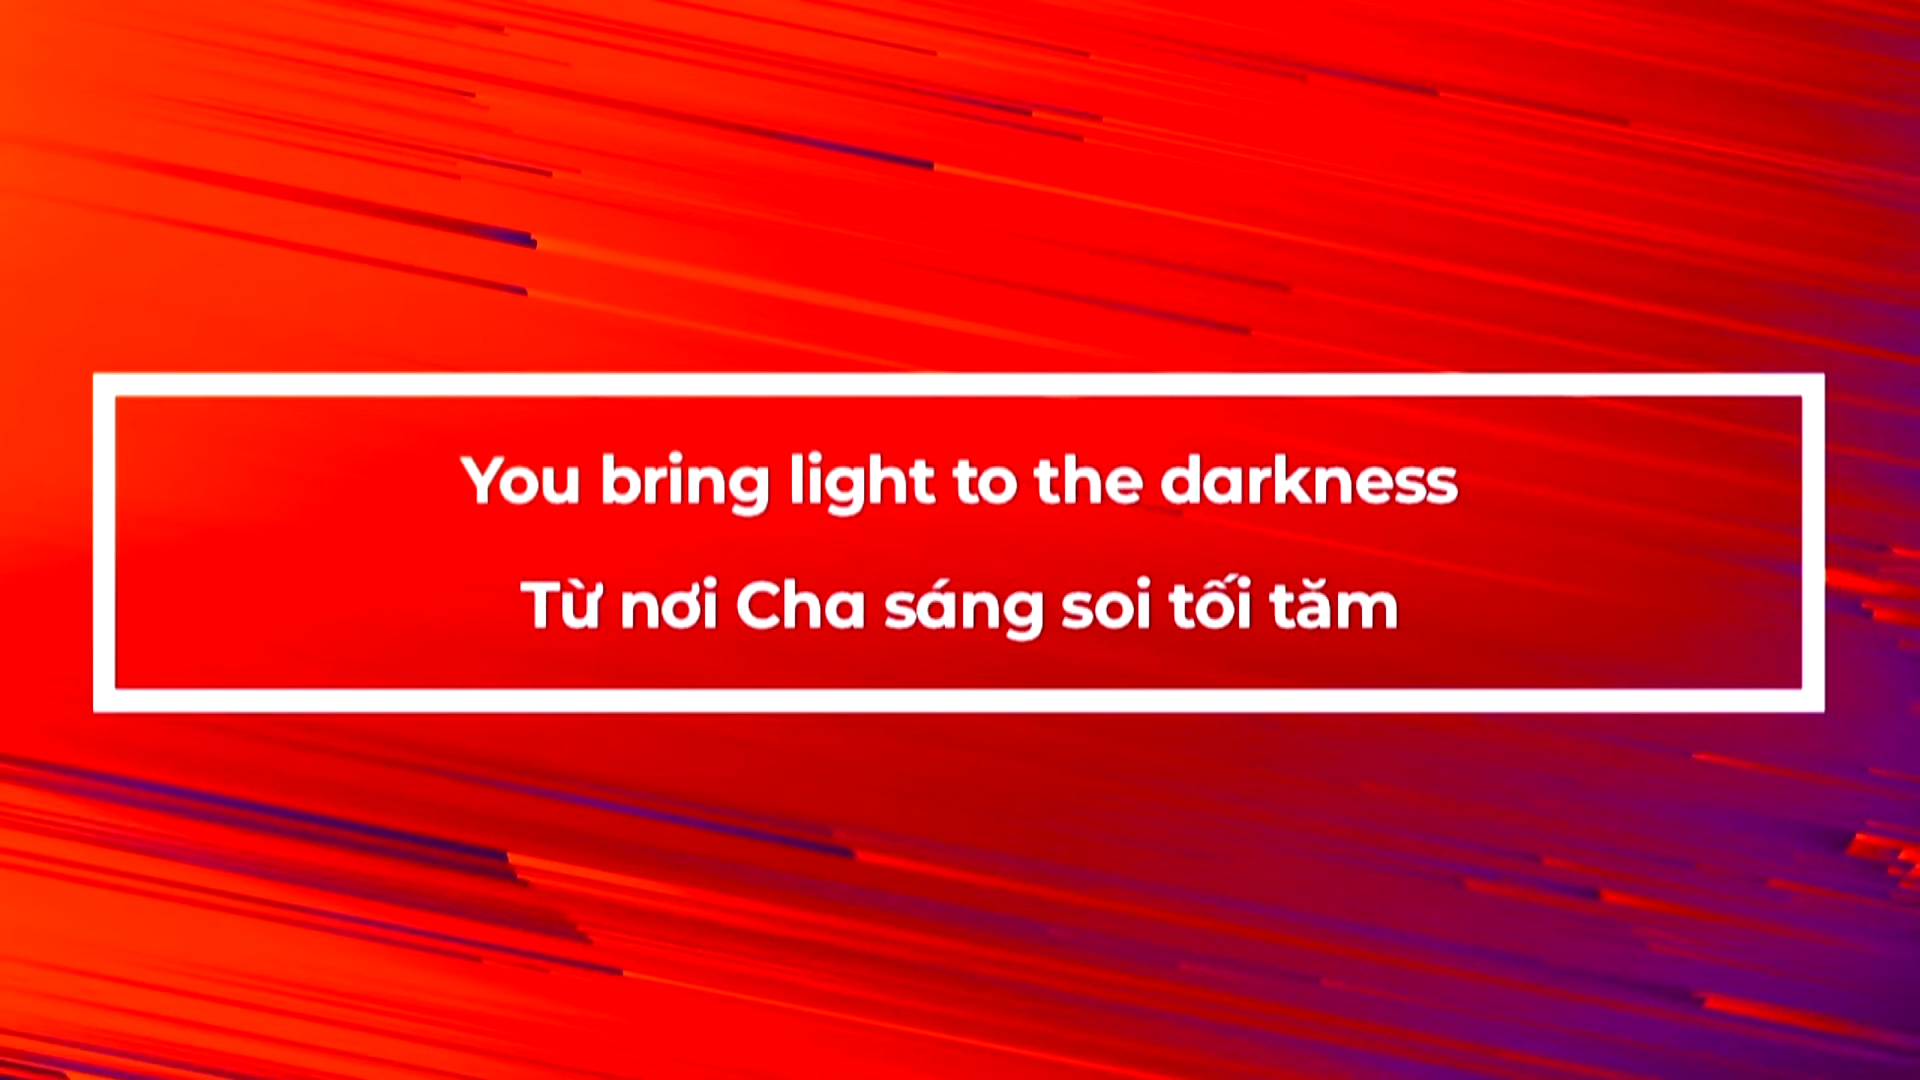 You bring light to the darkness
Từ nơi Cha sáng soi tối tăm